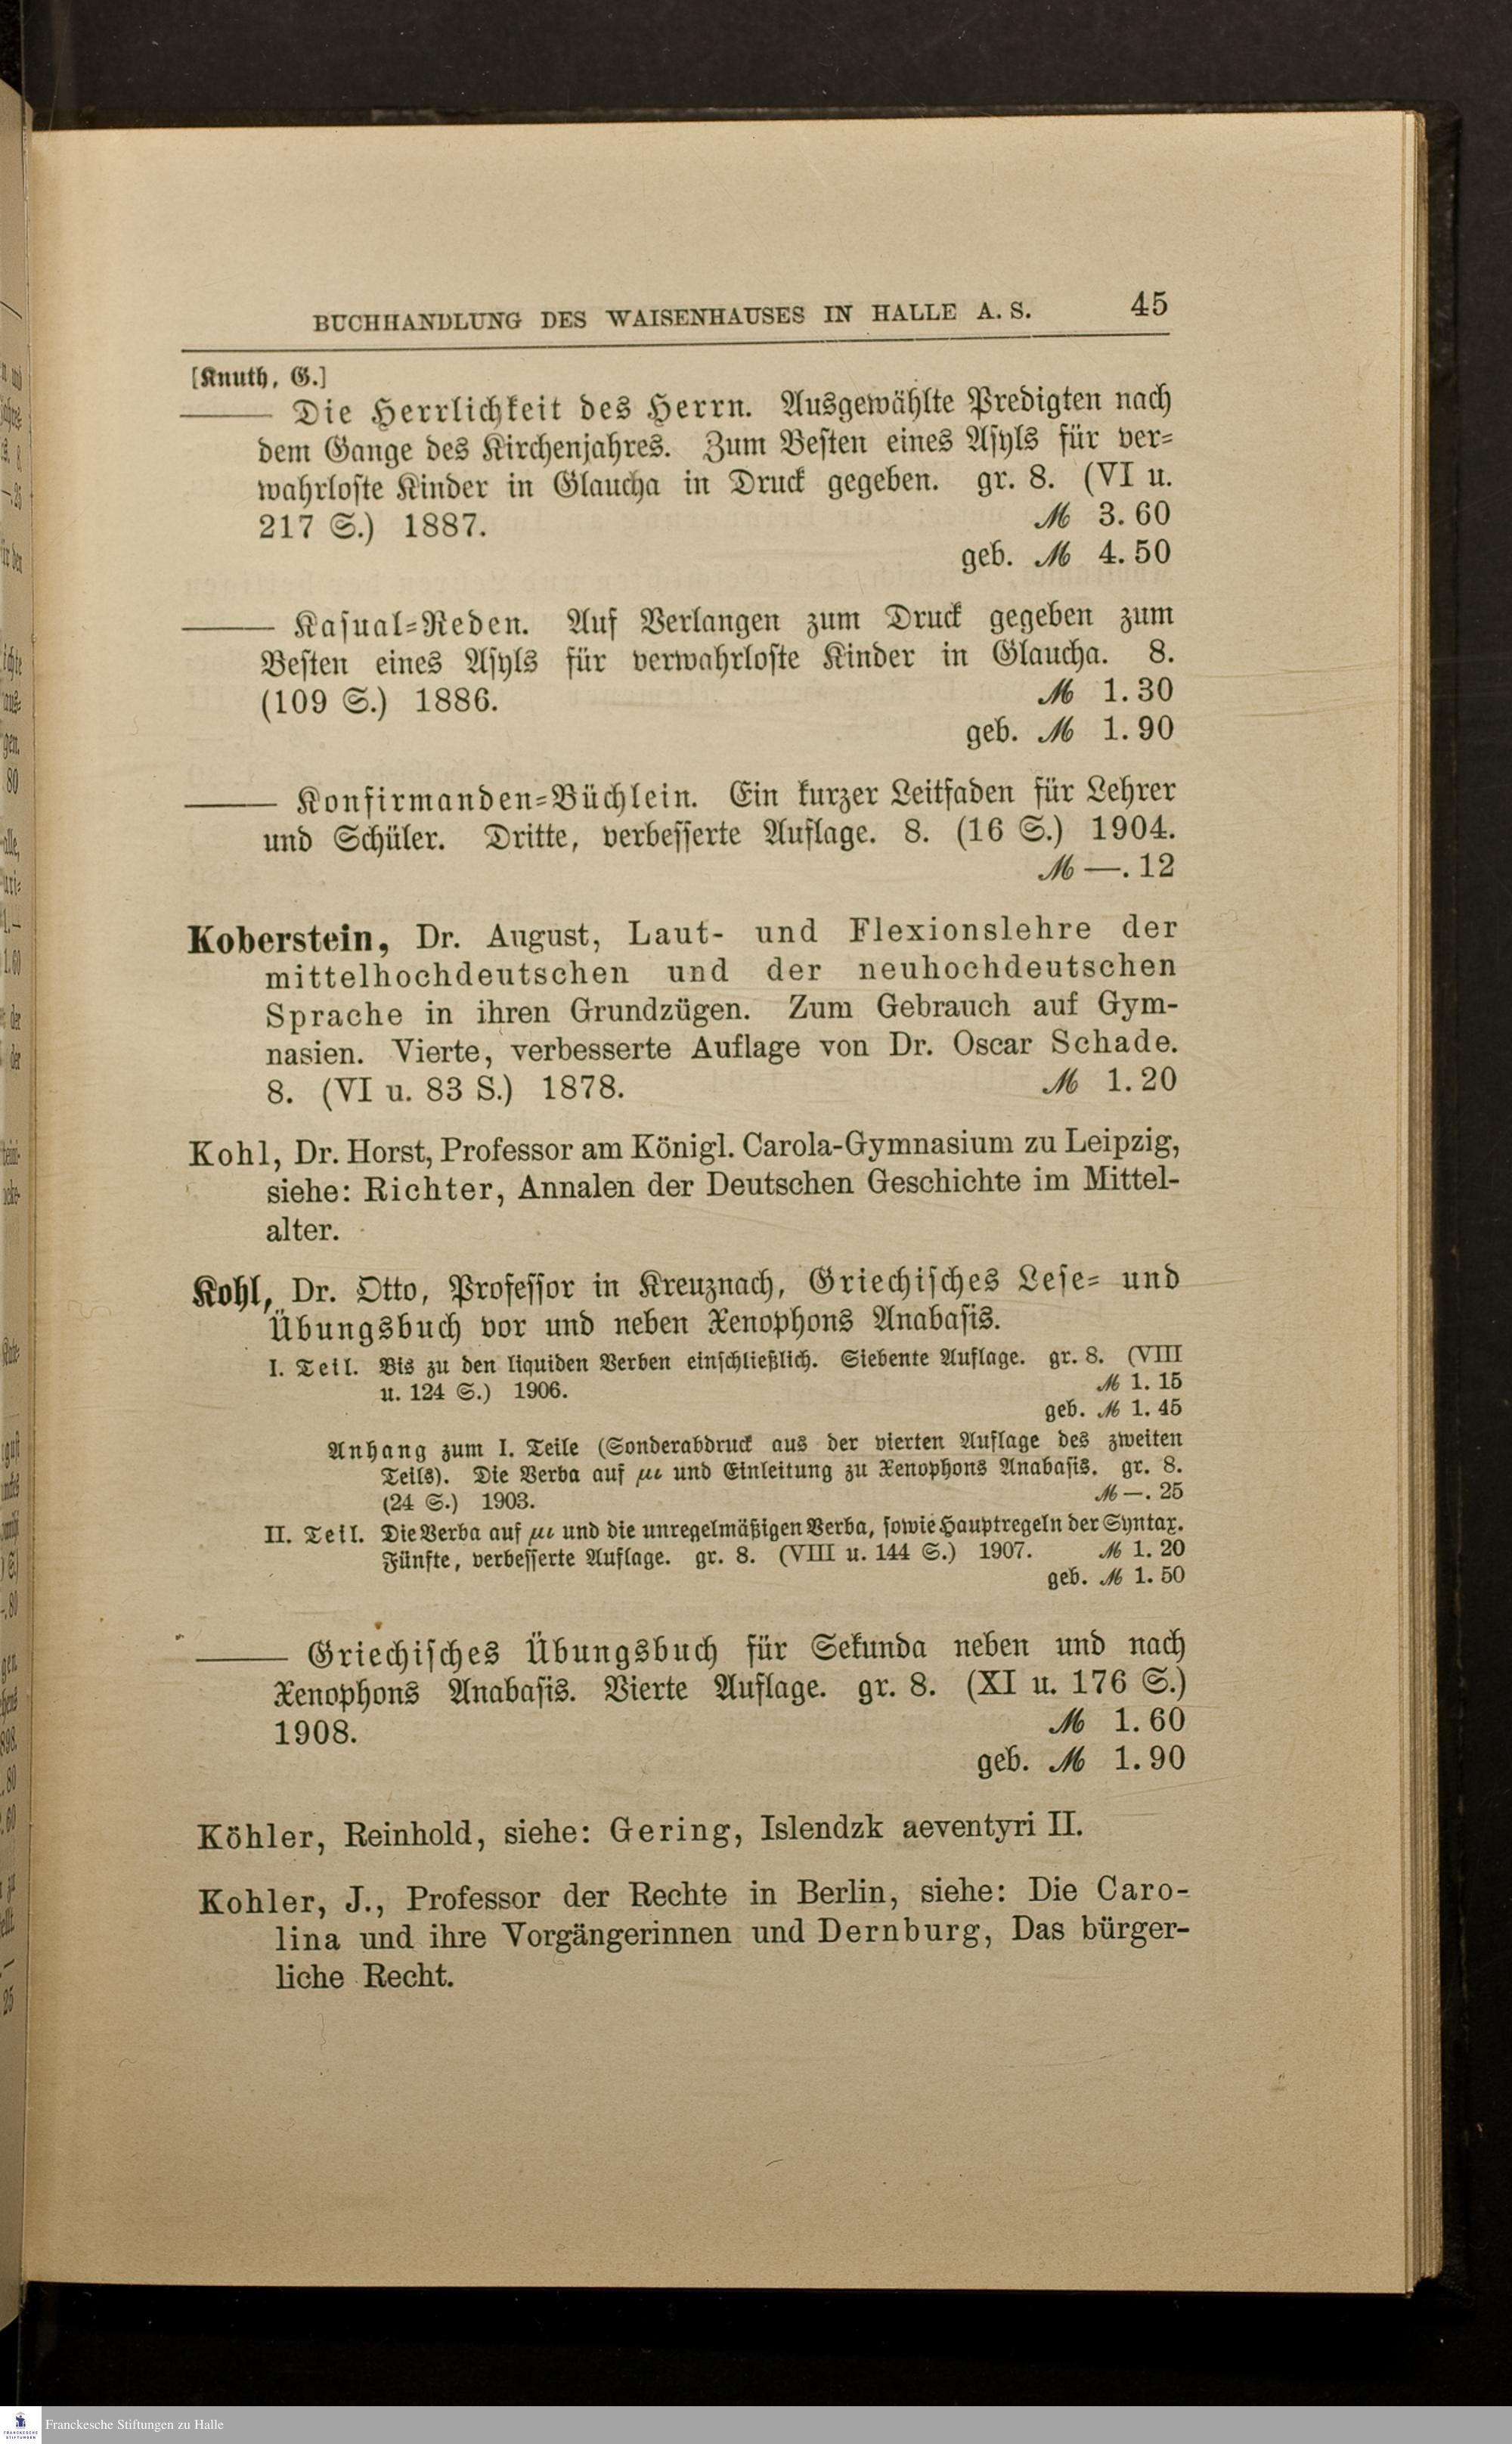 BUCHHANDLUNG DES WAISENHAUSES IN HALLE A. S. 45
[Knuth, G.]
—— Die Herrlichkeit des Herrn. Ausgewählte Predigten nach
dem Gange des Kirchenjahres. Zum Besten eines Asyls für ver-
wahrloste Kinder in Glaucha in Druck gegeben. gr. 8. (VI u.
217 S.) 1887. ℳ 3.60
geb. ℳ 4.50
—— Kasual-Reden. Auf Verlangen zum Druck gegeben zum
Besten eines Asyls für verwahrloste Kinder in Glaucha. 8.
(109 S.) 1886. ℳ 1.30
geb. ℳ 1.90
—— Konfirmanden-Büchlein. Ein kurzer Leitfaden für Lehrer
und Schüler. Dritte, verbesserte Auflage. 8. (16 S.) 1904.
ℳ —.12
Koberstein, Dr. August, Laut- und Flexionslehre der
mittelhochdeutschen und der neuhochdeutschen
Sprache in ihren Grundzügen. Zum Gebrauch auf Gym-
nasien. Vierte, verbesserte Auflage von Dr. Oscar Schade.
8. (VI u. 83 S.) 1878. ℳ 1.20
Kohl, Dr. Horst, Professor am Königl. Carola-Gymnasium zu Leipzig,
siehe: Richter, Annalen der Deutschen Geschichte im Mittel-
alter.
Kohl, Dr. Otto, Professor in Kreuznach, Griechisches Lese- und
Übungsbuch vor und neben Xenophons Anabasis.
I. Teil. Bis zu den liquiden Verben einschließlich. Siebente Auflage. gr. 8. (VIII
u. 124 S.) 1906. ℳ 1.15
geb. ℳ 1.45
Anhang zum I. Teile (Sonderabdruck aus der vierten Auflage des zweiten
Teils). Die Verba auf μι und Einleitung zu Xenophons Anabasis. gr. 8.
(24 S.) 1903. ℳ —.25
II. Teil. Die Verba auf μι und die unregelmäßigen Verba, sowie Hauptregeln der Syntax.
Fünfte, verbesserte Auflage. gr. 8. (VIII u. 144 S.) 1907. ℳ 1.20
geb. ℳ 1.50
—— Griechisches Übungsbuch für Sekunda neben und nach
Xenophons Anabasis. Vierte Auflage. gr. 8. (XI u. 176 S.)
1908. ℳ 1.60
geb. ℳ 1.90
Köhler, Reinhold, siehe: Gering, Islendzk aeventyri II.
Kohler, J., Professor der Rechte in Berlin, siehe: Die Caro-
lina und ihre Vorgängerinnen und Dernburg, Das bürger-
liche Recht.
Franckesche Stiftungen zu Halle